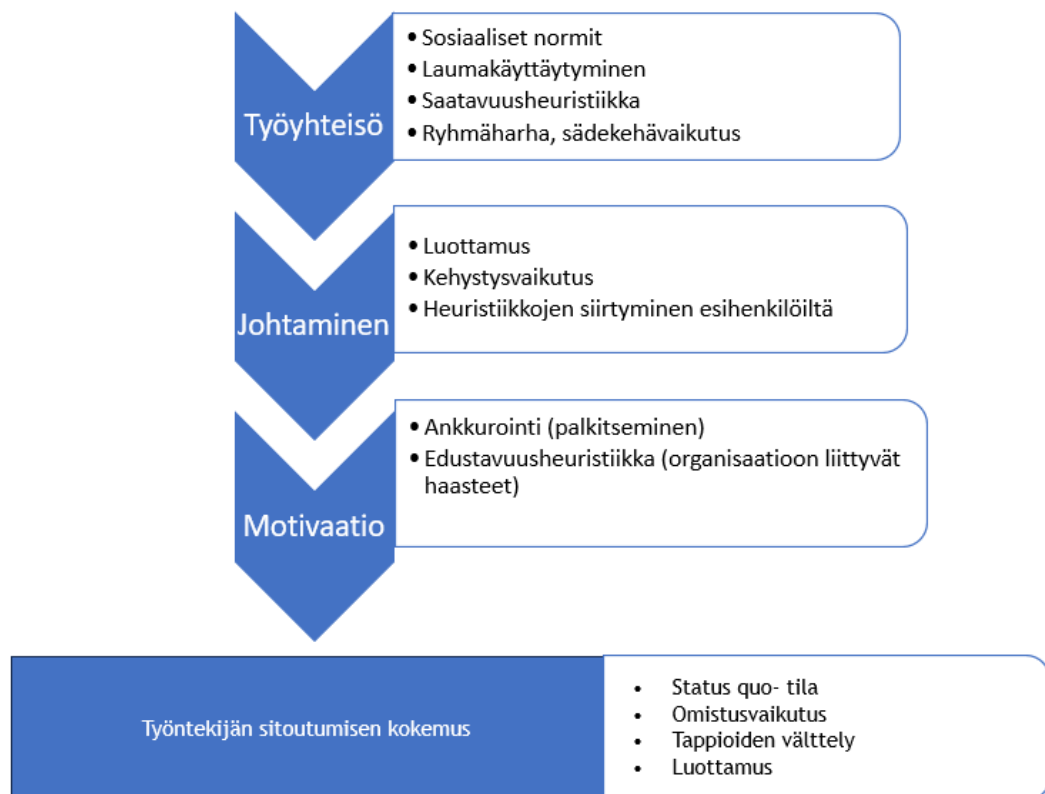 Työyhteisö
• Sosiaaliset normit
• Laumakäyttäytyminen
• Saatavuusheuristiikka
• Ryhmäharha, sädekehävaikutus
Johtaminen
• Luottamus
• Kehystysvaikutus
• Heuristiikkojen siirtyminen esihenkilöiltä
Motivaatio
• Ankkurointi (palkitseminen)
• Edustavuusheuristiikka (organisaatioon liittyvät
haasteet)
Työntekijän sitoutumisen kokemus
• Status quo- tila
• Omistusvaikutus
• Tappioiden välttely
• Luottamus